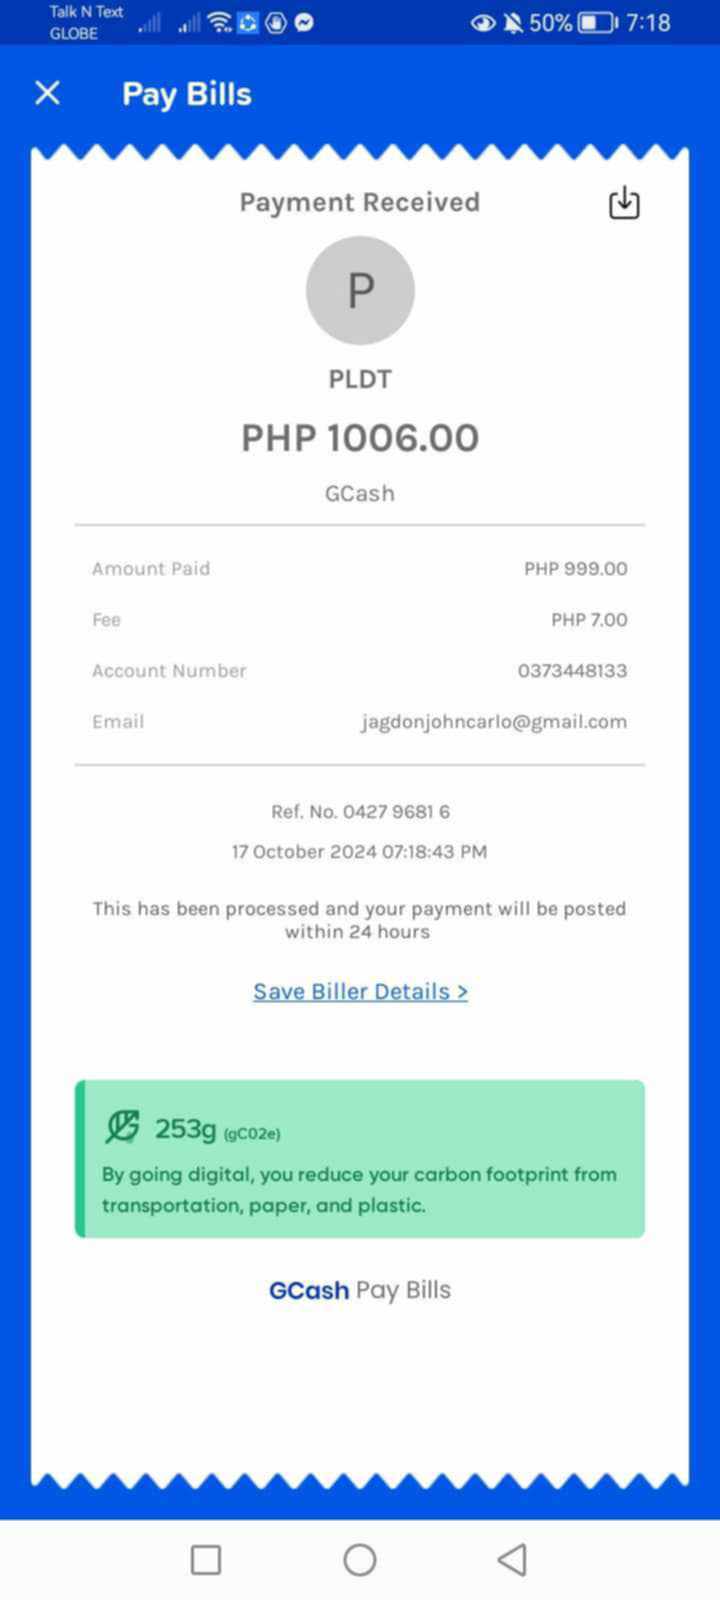 Talk N Text
GLOBE
50% 7:18
Pay Bills
Payment Received
P
PLDT
PHP 1006.00
GCash
Amount Paid PHP 999.00
Fee PHP 7.00
Account Number 0373448133
Email jagdonjohncarlo@gmail.com
Ref. No. 0427 9681 6
17 October 2024 07:18:43 PM
This has been processed and your payment will be posted
within 24 hours
Save Biller Details >
253g (gCO2e)
By going digital, you reduce your carbon footprint from
transportation, paper, and plastic.
GCash Pay Bills